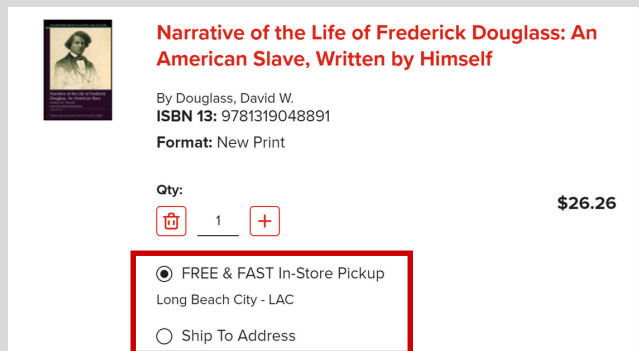 Narrative of the Life of Frederick Douglass: An
American Slave, Written by Himself
By Douglass, David W.
ISBN 13: 9781319048891
Format: New Print
Qty:
1
$26.26
FREE & FAST In-Store Pickup
Long Beach City - LAC
Ship To Address